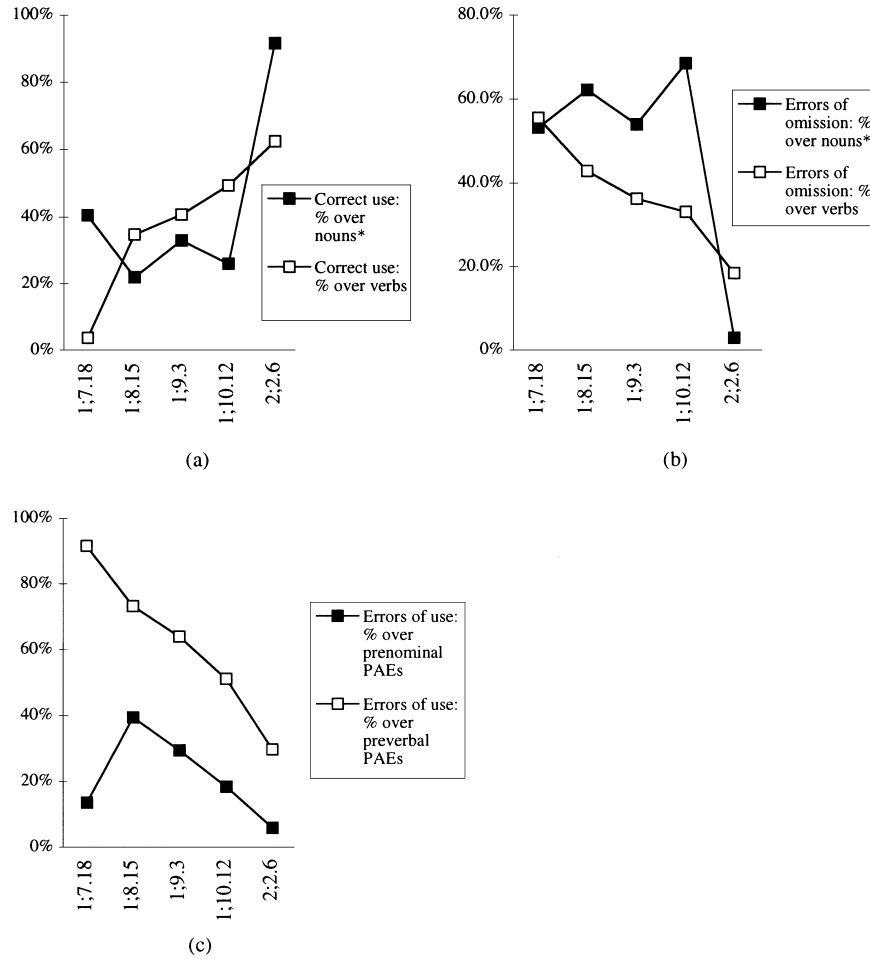 100%
80%
60%
40%
20%
0%
1;7.18
1;8.15
1;9.3
1;10.12
2;2.6
Correct use:
% over
nouns*
Correct use:
% over verbs
(a)
80.0%
60.0%
40.0%
20.0%
0.%
1;7.18
1;8.15
1;9.3
1;10.12
2;2.6
Errors of
omission: %
over nouns*
Errors of
omission: %
over verbs
(b)
100%
80%
60%
40%
20%
0%
1;7.18
1;8.15
1;9.3
1;10.12
2;2.6
Errors of use:
% over
prenominal
PAEs
Errors of use:
% over
preverbal
PAEs
(c)